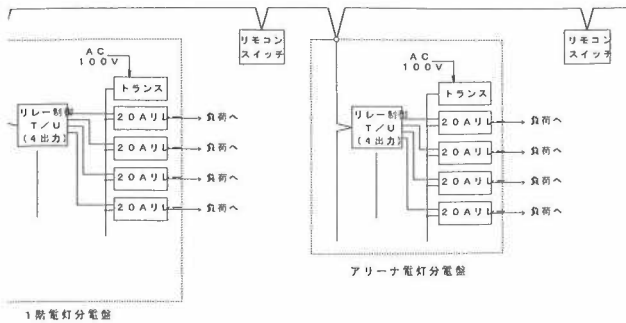 リモコン
スイッチ
リモコン
スイッチ
AC
100V
トランス
リレー制御
T/U
(4出力)
20Aリレ
負荷へ
20Aリレ
負荷へ
20Aリレ
負荷へ
20Aリレ
負荷へ
1階電灯分電盤
AC
100V
トランス
リレー制御
T/U
(4出力)
20Aリレ
負荷へ
20Aリレ
負荷へ
20Aリレ
負荷へ
20Aリレ
負荷へ
アリーナ電灯分電盤